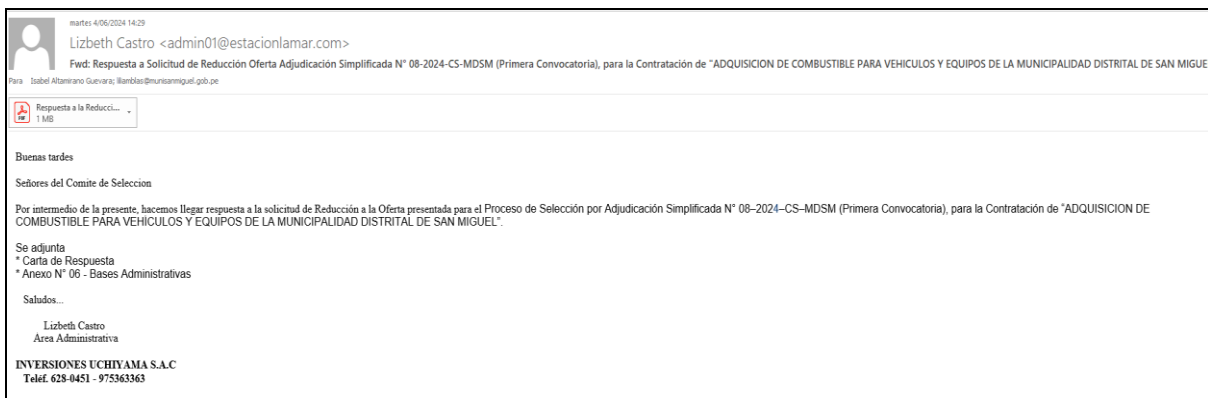 martes 4/06/2024 14:29
Lizbeth Castro <admin01@estacionlamar.com>
Fwd: Respuesta a Solicitud de Reducción Oferta Adjudicación Simplificada N° 08-2024-CS-MDSM (Primera Convocatoria), para la Contratación de "ADQUISICION DE COMBUSTIBLE PARA VEHICULOS Y EQUIPOS DE LA MUNICIPALIDAD DISTRITAL DE SAN MIGUE
Para Isabel Altamirano Guevara; lilamblas@munisanmiguel.gob.pe
Respuesta a la Reducci...
PDF
1 MB
Buenas tardes
Señores del Comite de Seleccion
Por intermedio de la presente, hacemos llegar respuesta a la solicitud de Reducción a la Oferta presentada para el Proceso de Selección por Adjudicación Simplificada N° 08–2024–CS–MDSM (Primera Convocatoria), para la Contratación de "ADQUISICION DE
COMBUSTIBLE PARA VEHÍCULOS Y EQUIPOS DE LA MUNICIPALIDAD DISTRITAL DE SAN MIGUEL".
Se adjunta
* Carta de Respuesta
* Anexo N° 06 - Bases Administrativas
Saludos...
Lizbeth Castro
Area Administrativa
INVERSIONES UCHIYAMA S.A.C
Teléf. 628-0451 - 975363363